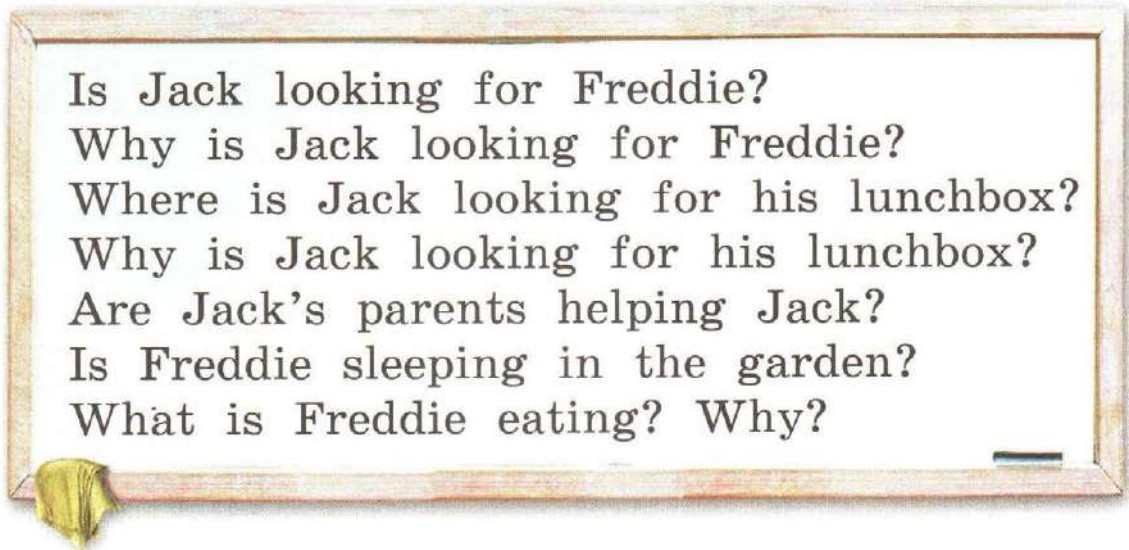 Is Jack looking for Freddie?
Why is Jack looking for Freddie?
Where is Jack looking for his lunchbox?
Why is Jack looking for his lunchbox?
Are Jack's parents helping Jack?
Is Freddie sleeping in the garden?
What is Freddie eating? Why?